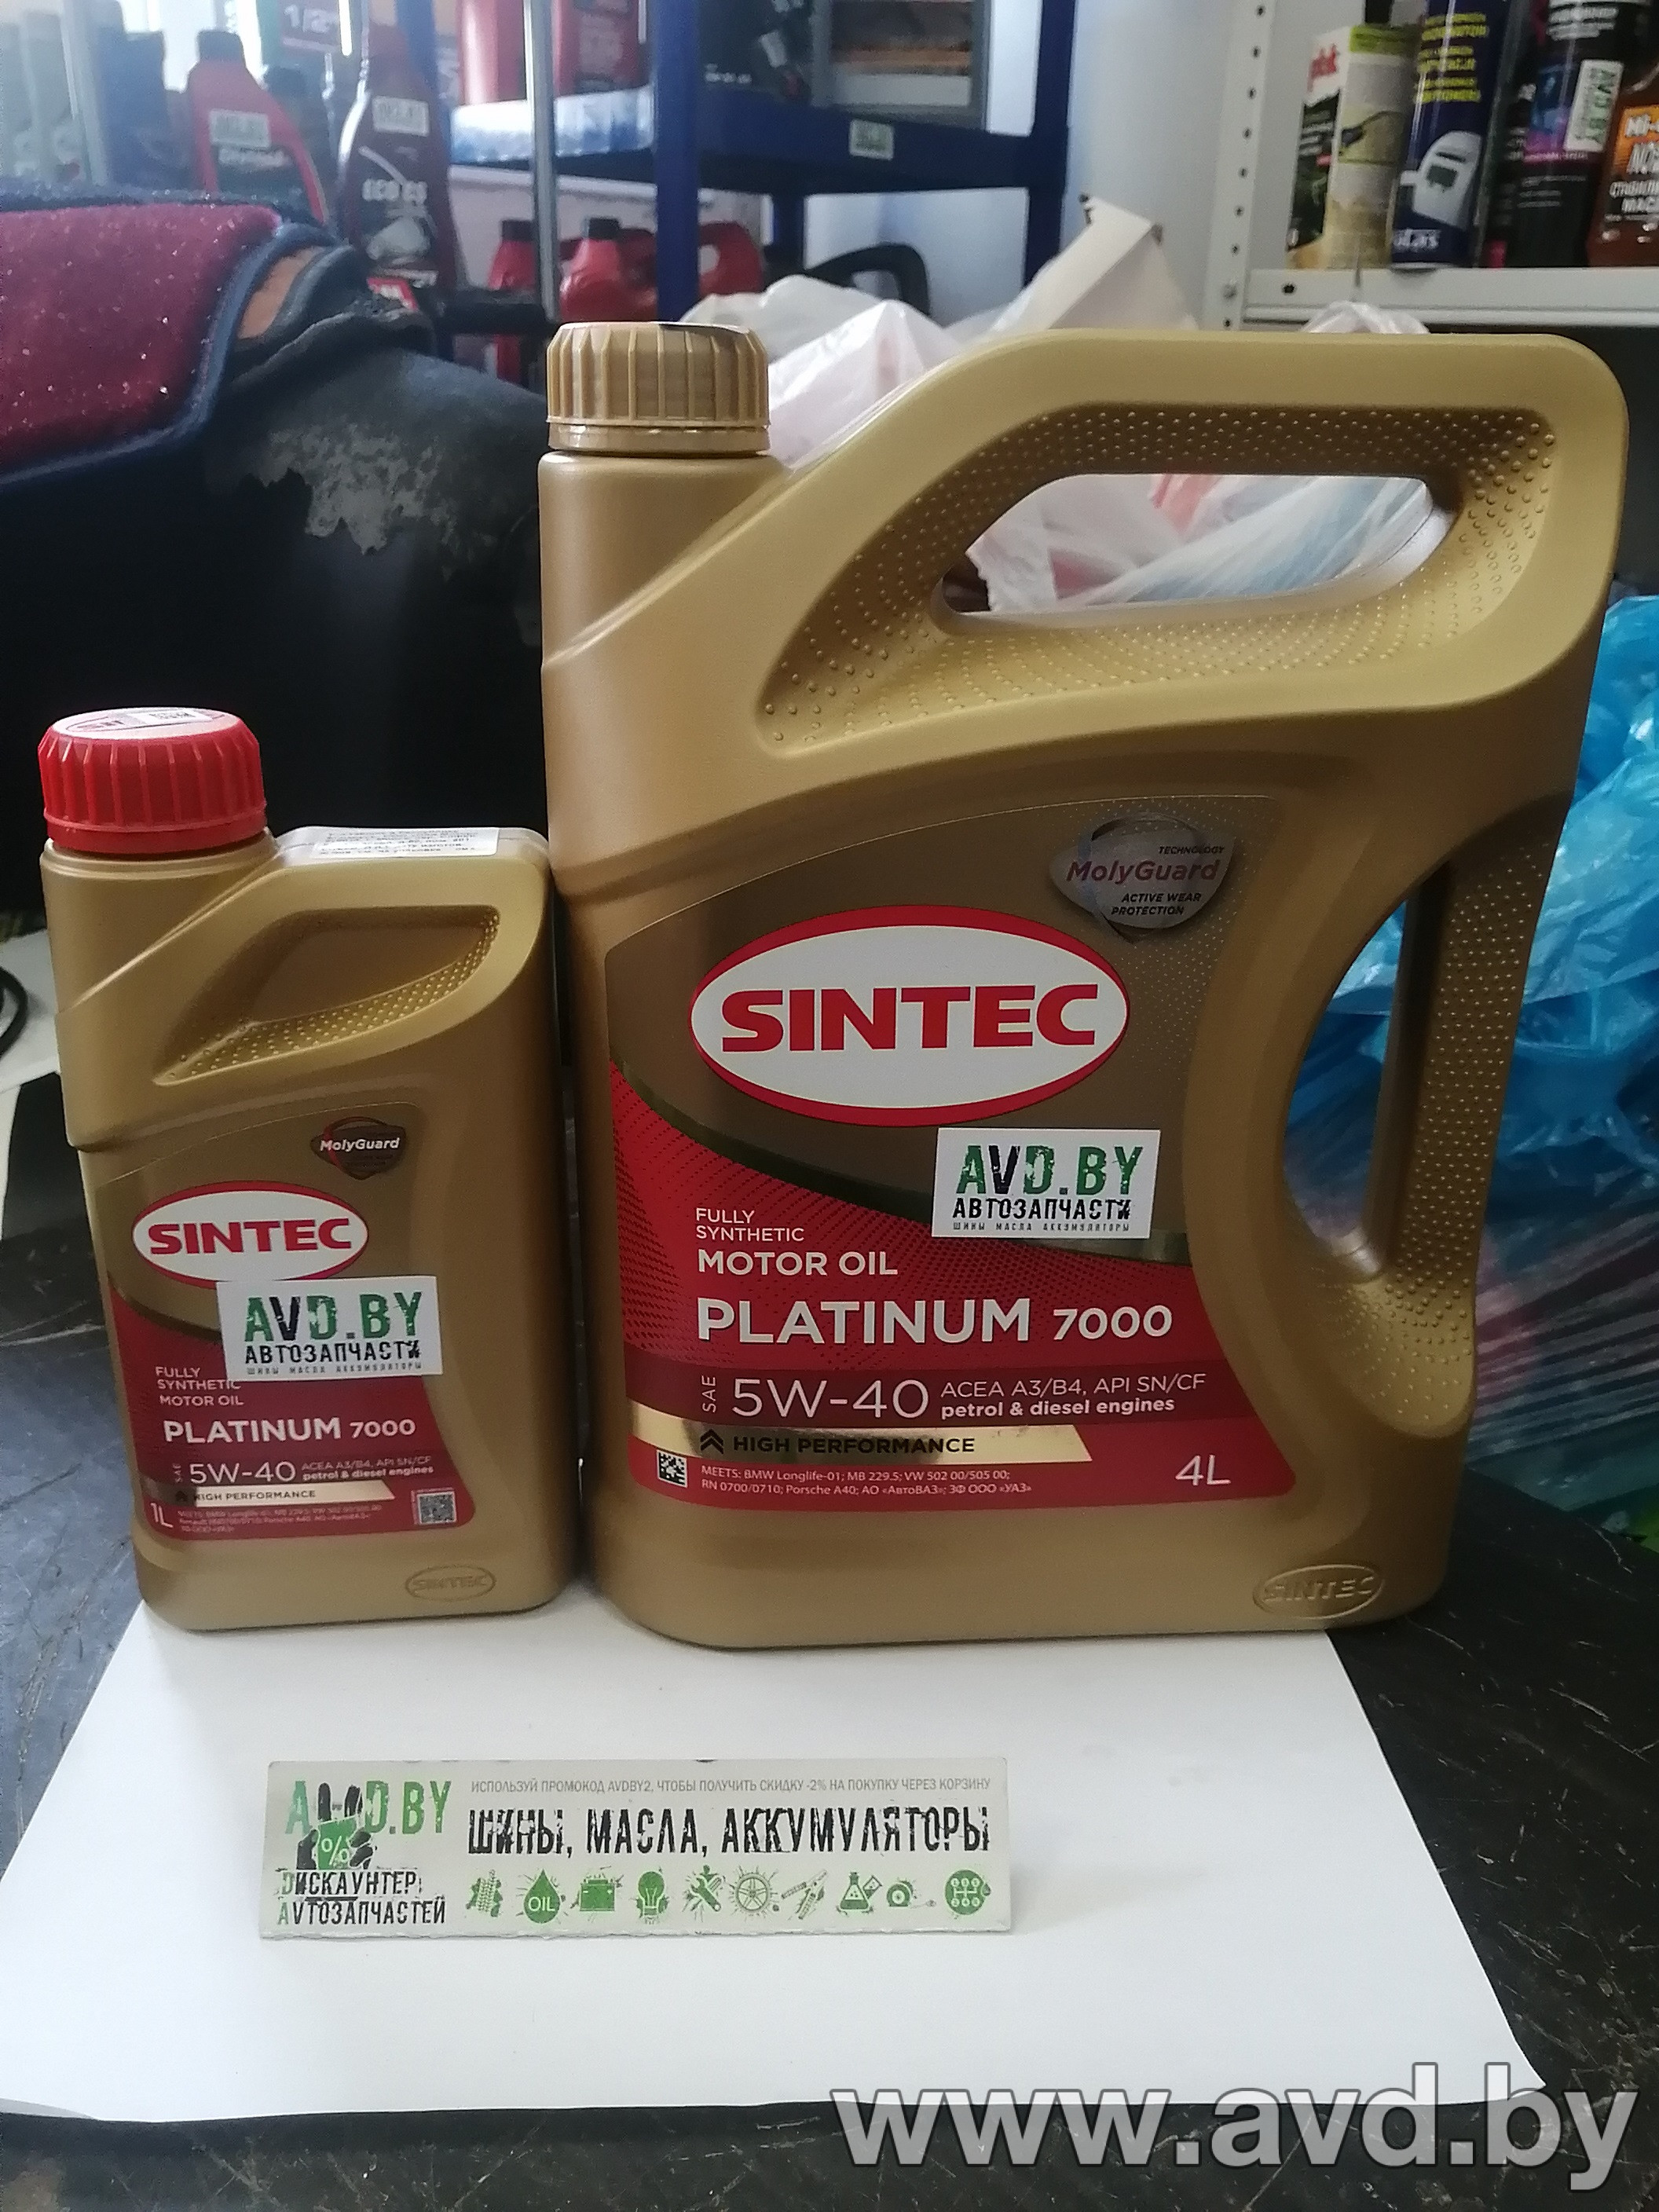 TECHNOLOGY
MolyGuard
ACTIVE WEAR
PROTECTION
SINTEC
AVD.BY
АВТОЗАПЧАСТИ
ШИНЫ МАСЛА АККУМУЛЯТОРЫ
FULLY
SYNTHETIC
MOTOR OIL
PLATINUM 7000
SAE 5W-40 ACEA A3/B4, API SN/CF
petrol & diesel engines
HIGH PERFORMANCE
MEETS: BMW Longlife-01; MB 229.5; VW 502 00/505 00;
RN 0700/0710; Porsche A40; АО «АвтоВАЗ»; ЗФ ООО «УАЗ»
4L
SINTEC
MolyGuard
SINTEC
AVD.BY
АВТОЗАПЧАСТИ
ШИНЫ МАСЛА АККУМУЛЯТОРЫ
FULLY
SYNTHETIC
MOTOR OIL
PLATINUM 7000
SAE 5W-40 ACEA A3/B4, API SN/CF
petrol & diesel engines
HIGH PERFORMANCE
1L
SINTEC
ИСПОЛЬЗУЙ ПРОМОКОД AVDBY2, ЧТОБЫ ПОЛУЧИТЬ СКИДКУ -2% НА ПОКУПКУ ЧЕРЕЗ КОРЗИНУ
AVD.BY
%
ШИНЫ, МАСЛА, АККУМУЛЯТОРЫ
DИСКАУНТЕР
АVТОЗАПЧАСТЕЙ
OIL
www.avd.by